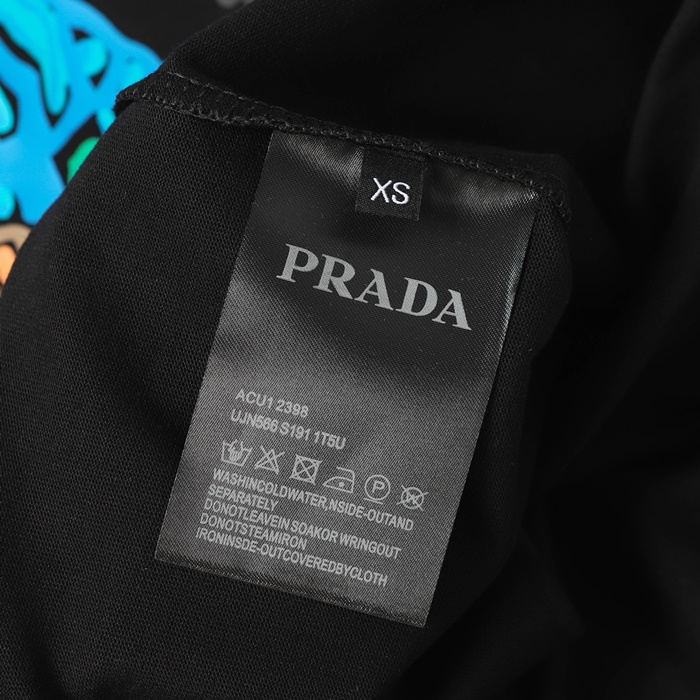 XS
PRADA
ACU1 2398
UJN566 S191 1T5U
P
WASHINCOLDWATER,NSIDE-OUTAND
SEPARATELY
DONOTLEAVEIN SOAKOR WRINGOUT
DONOTSTEAMIRON
IRONINSDE-OUTCOVEREDBYCLOTH